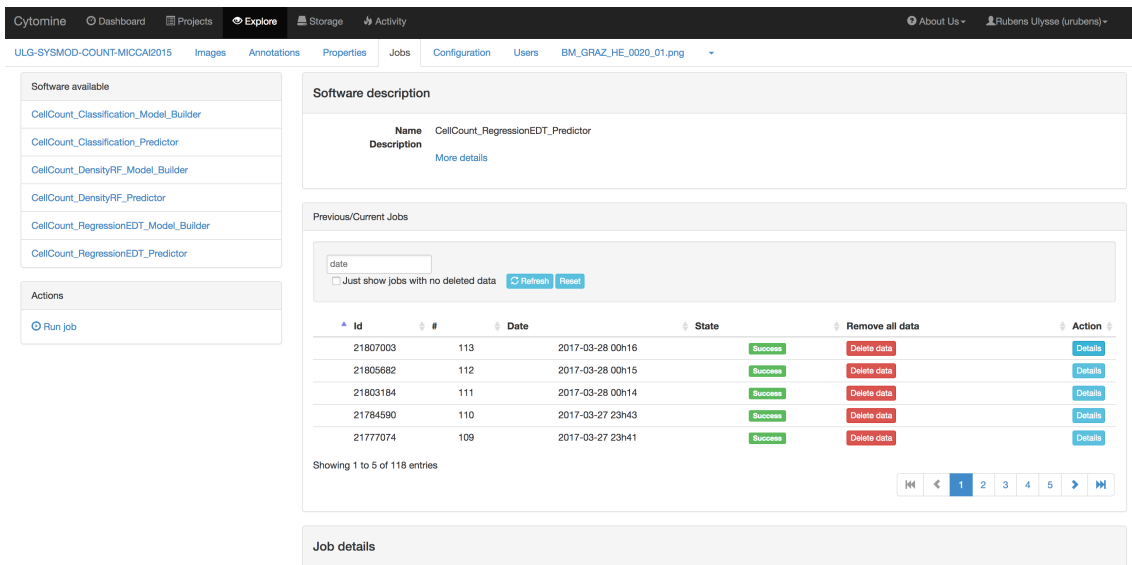 Cytomine Dashboard Projects Explore Storage Activity About Us Rubens Ulysse (urubens)
ULG-SYSMOD-COUNT-MICCAI2015 Images Annotations Properties Jobs Configuration Users BM_GRAZ_HE_0020_01.png
Software available
CellCount_Classification_Model_Builder
CellCount_Classification_Predictor
CellCount_DensityRF_Model_Builder
CellCount_DensityRF_Predictor
CellCount_RegressionEDT_Model_Builder
CellCount_RegressionEDT_Predictor
Actions
Run job
Software description
Name CellCount_RegressionEDT_Predictor
Description
More details
Previous/Current Jobs
date
Just show jobs with no deleted data Refresh Reset
Id # Date State Remove all data Action
21807003 113 2017-03-28 00h16 Success Delete data Details
21805682 112 2017-03-28 00h15 Success Delete data Details
21803184 111 2017-03-28 00h14 Success Delete data Details
21784590 110 2017-03-27 23h43 Success Delete data Details
21777074 109 2017-03-27 23h41 Success Delete data Details
Showing 1 to 5 of 118 entries
1 2 3 4 5
Job details